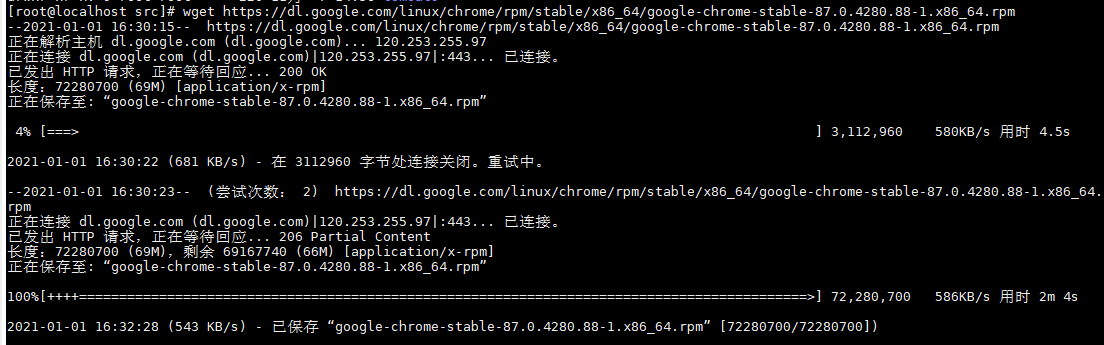 [root@localhost src]# wget https://dl.google.com/linux/chrome/rpm/stable/x86_64/google-chrome-stable-87.0.4280.88-1.x86_64.rpm
--2021-01-01 16:30:15--  https://dl.google.com/linux/chrome/rpm/stable/x86_64/google-chrome-stable-87.0.4280.88-1.x86_64.rpm
正在解析主机 dl.google.com (dl.google.com)... 120.253.255.97
正在连接 dl.google.com (dl.google.com)|120.253.255.97|:443... 已连接。
已发出 HTTP 请求，正在等待回应... 200 OK
长度：72280700 (69M) [application/x-rpm]
正在保存至: “google-chrome-stable-87.0.4280.88-1.x86_64.rpm”
 4% [===>                                                                                            ] 3,112,960    580KB/s 用时 4.5s
2021-01-01 16:30:22 (681 KB/s) - 在 3112960 字节处连接关闭。重试中。
--2021-01-01 16:30:23--  (尝试次数： 2)  https://dl.google.com/linux/chrome/rpm/stable/x86_64/google-chrome-stable-87.0.4280.88-1.x86_64.
rpm
正在连接 dl.google.com (dl.google.com)|120.253.255.97|:443... 已连接。
已发出 HTTP 请求，正在等待回应... 206 Partial Content
长度：72280700 (69M)，剩余 69167740 (66M) [application/x-rpm]
正在保存至: “google-chrome-stable-87.0.4280.88-1.x86_64.rpm”
100%[++++===========================================================================================>] 72,280,700   586KB/s 用时 2m 4s
2021-01-01 16:32:28 (543 KB/s) - 已保存 “google-chrome-stable-87.0.4280.88-1.x86_64.rpm” [72280700/72280700])